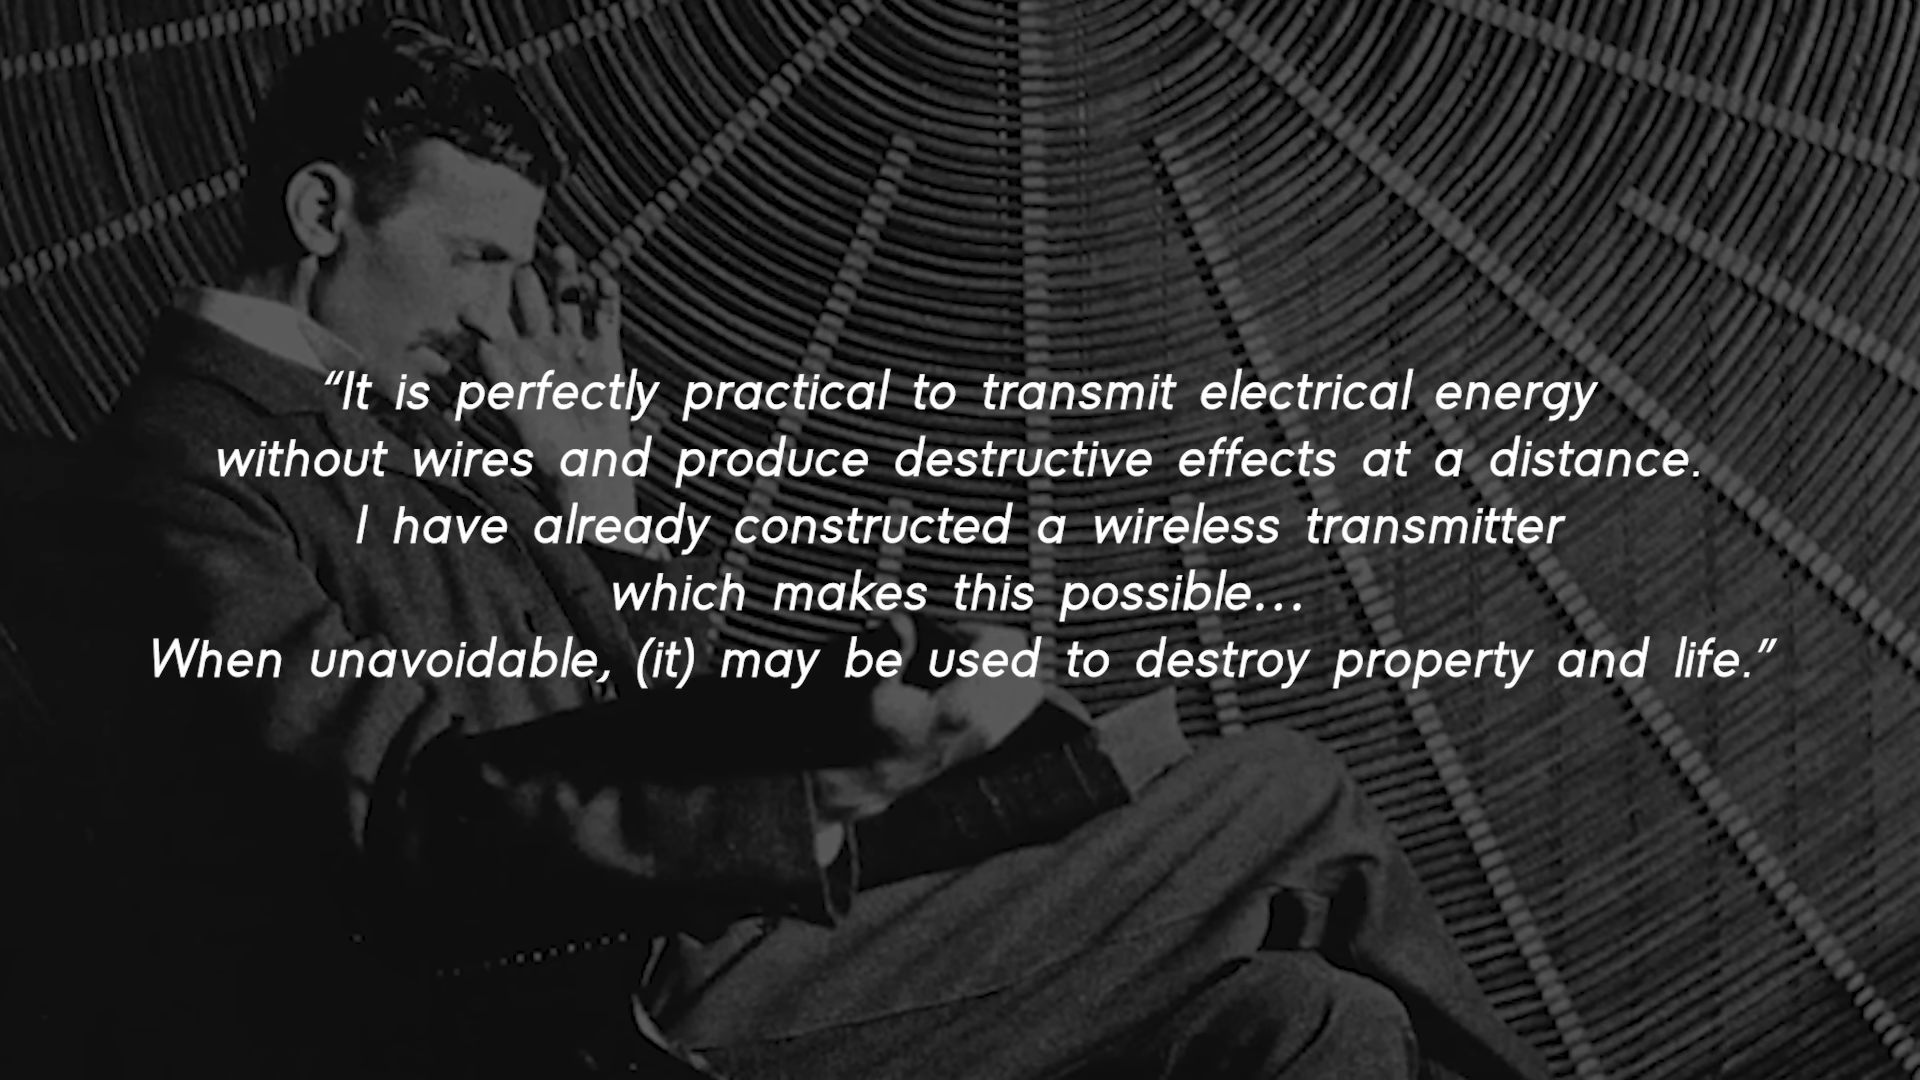 “It is perfectly practical to transmit electrical energy
without wires and produce destructive effects at a distance.
I have already constructed a wireless transmitter
which makes this possible...
When unavoidable, (it) may be used to destroy property and life.”